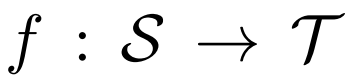 f : 𝒮 → 𝒯